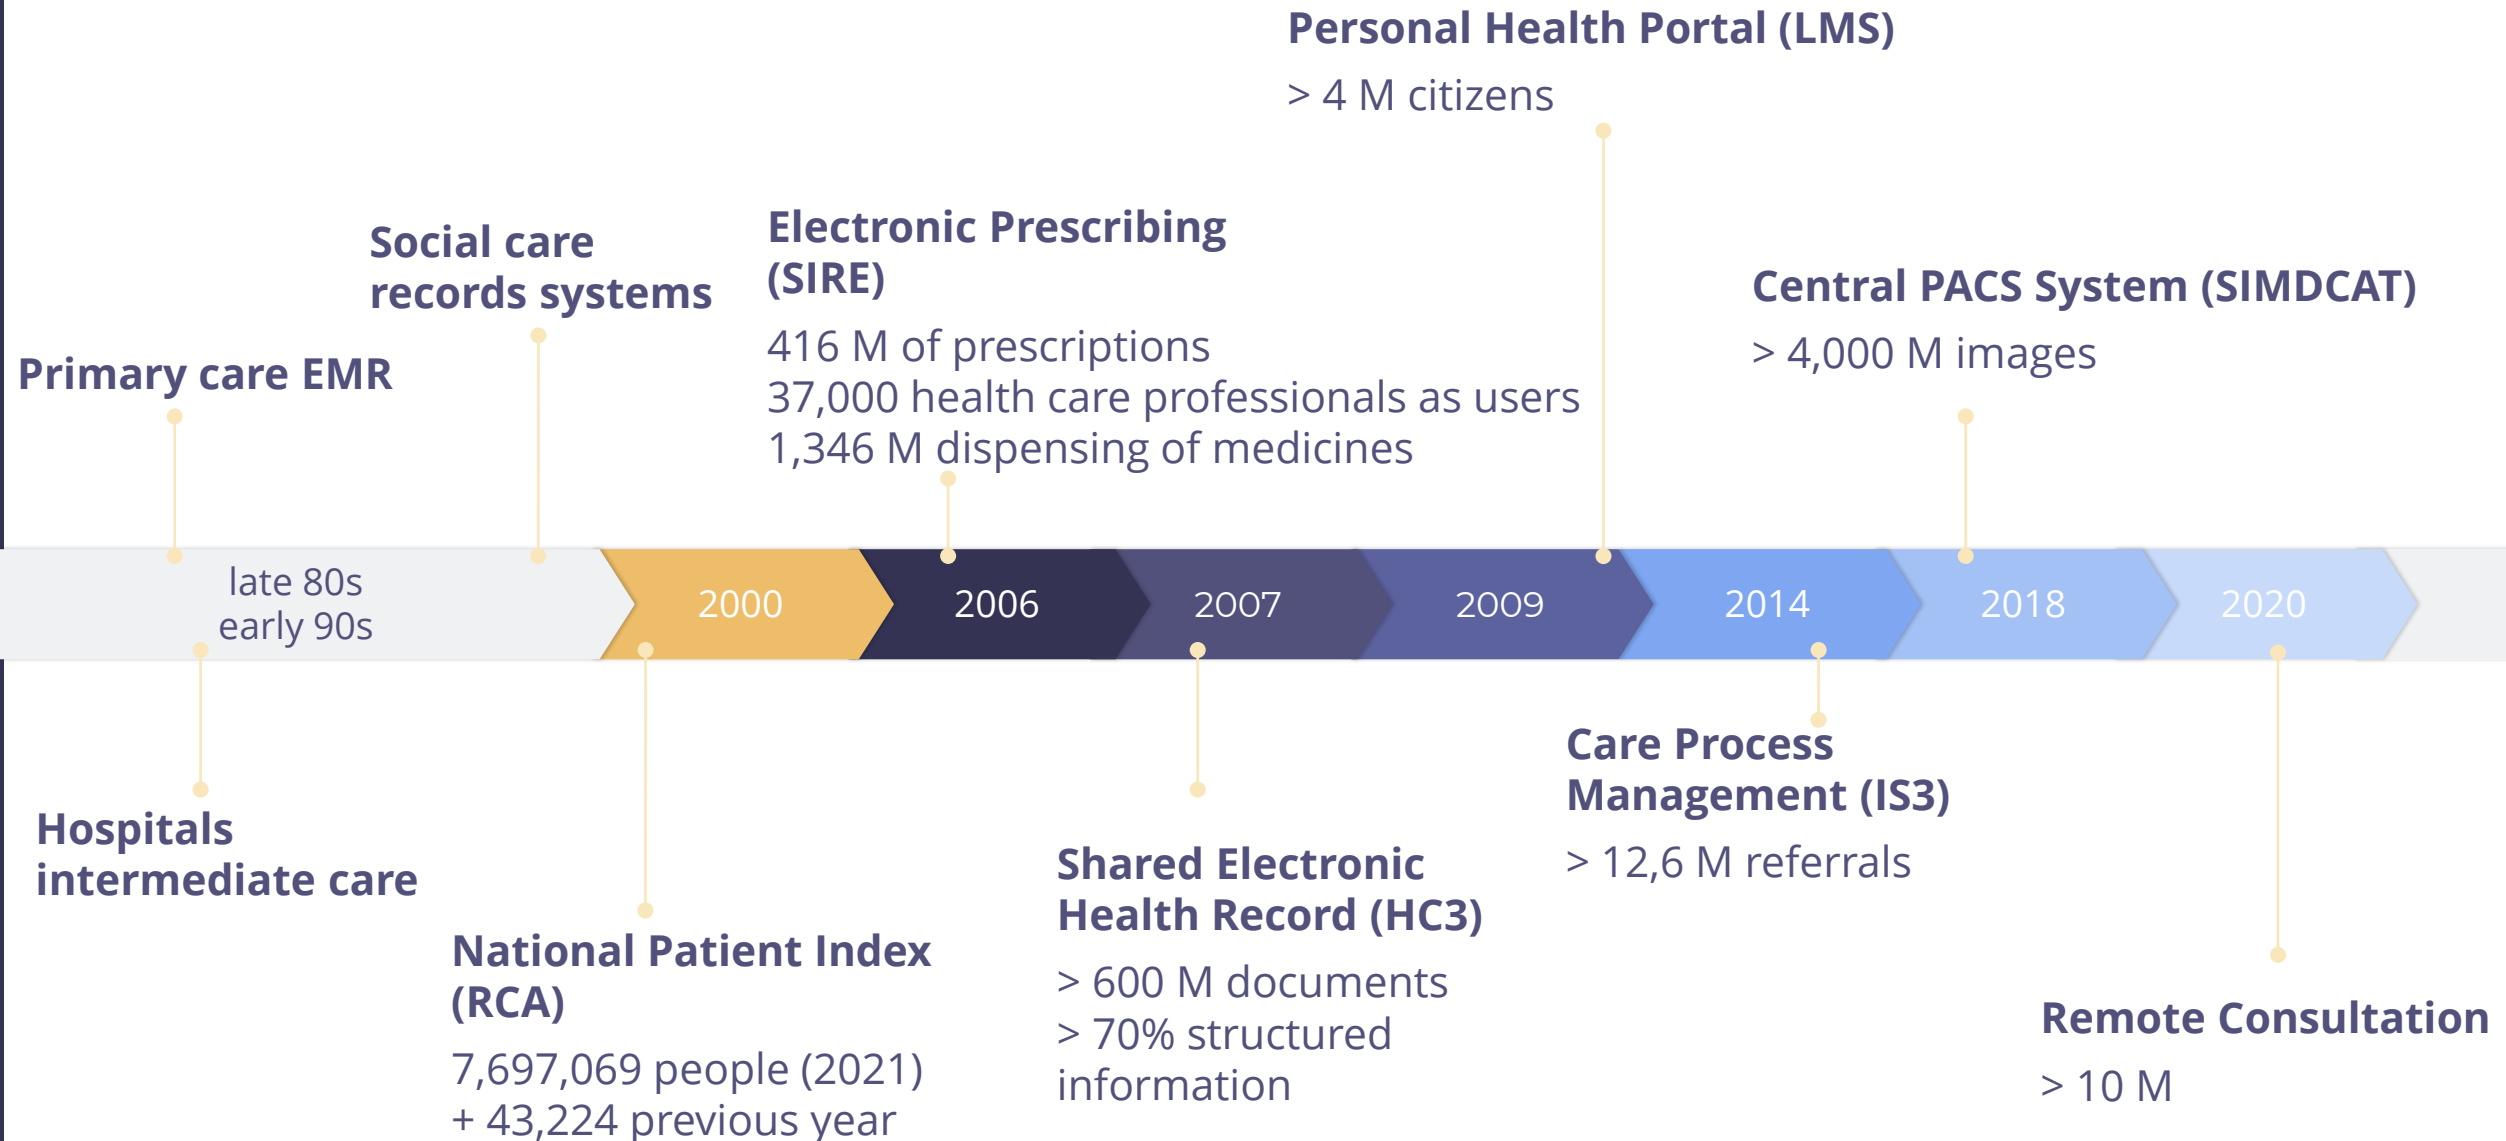 Personal Health Portal (LMS)
> 4 M citizens
Social care
records systems
Electronic Prescribing
(SIRE)
416 M of prescriptions
37,000 health care professionals as users
1,346 M dispensing of medicines
Central PACS System (SIMDCAT)
> 4,000 M images
Primary care EMR
late 80s
early 90s
2000
2006
2007
2009
2014
2018
2020
Hospitals
intermediate care
National Patient Index
(RCA)
7,697,069 people (2021)
+ 43,224 previous year
Shared Electronic
Health Record (HC3)
> 600 M documents
> 70% structured
information
Care Process
Management (IS3)
> 12,6 M referrals
Remote Consultation
> 10 M